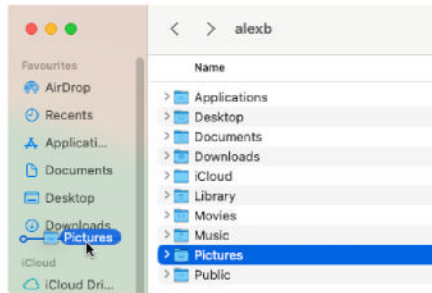 alexb
Favourites
AirDrop
Recents
Applicati...
Documents
Desktop
Downloads
Pictures
iCloud
iCloud Dri...
Name
Applications
Desktop
Documents
Downloads
iCloud
Library
Movies
Music
Pictures
Public